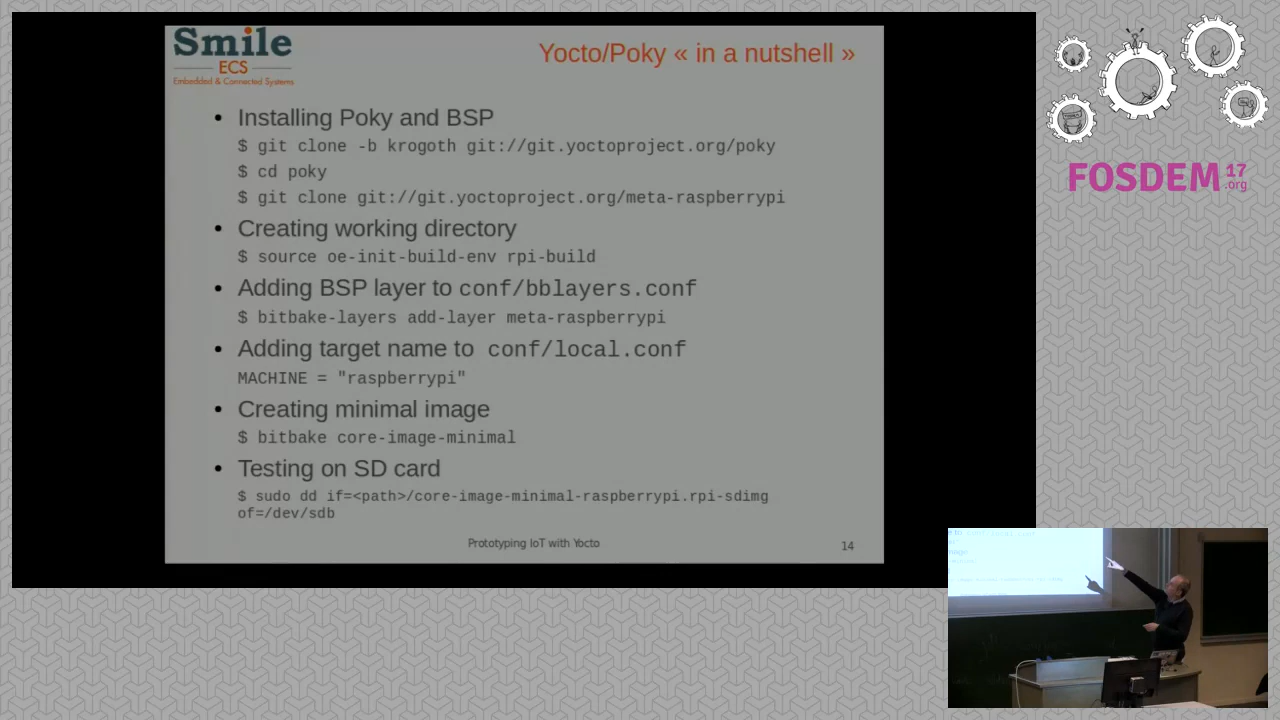 Smile
ECS
Embedded & Connected Systems
Yocto/Poky « in a nutshell »
• Installing Poky and BSP
$ git clone -b krogoth git://git.yoctoproject.org/poky
$ cd poky
$ git clone git://git.yoctoproject.org/meta-raspberrypi
• Creating working directory
$ source oe-init-build-env rpi-build
• Adding BSP layer to conf/bblayers.conf
$ bitbake-layers add-layer meta-raspberrypi
• Adding target name to conf/local.conf
MACHINE = "raspberrypi"
• Creating minimal image
$ bitbake core-image-minimal
• Testing on SD card
$ sudo dd if=<path>/core-image-minimal-raspberrypi.rpi-sdimg
of=/dev/sdb
Prototyping IoT with Yocto
14
FOSDEM 17
.org